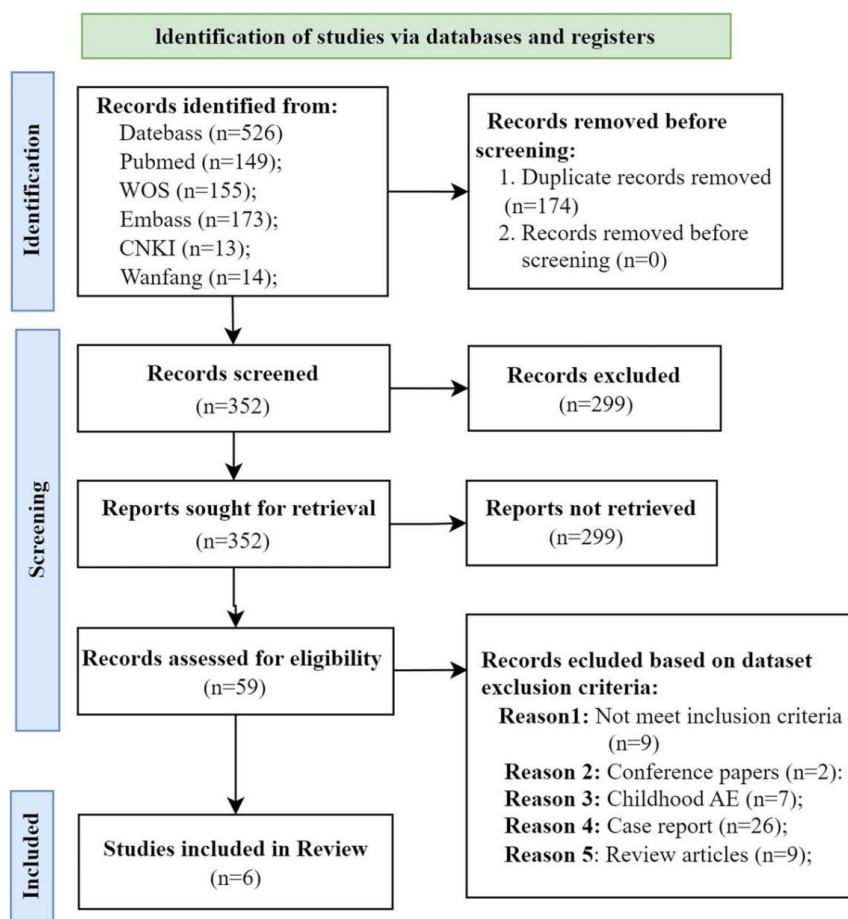 Identification of studies via databases and registers
Identification
Records identified from:
Datebass (n=526)
Pubmed (n=149);
WOS (n=155);
Embass (n=173);
CNKI (n=13);
Wanfang (n=14);
Records removed before
screening:
1. Duplicate records removed
(n=174)
2. Records removed before
screening (n=0)
Screening
Records screened
(n=352)
Records excluded
(n=299)
Reports sought for retrieval
(n=352)
Reports not retrieved
(n=299)
Records assessed for eligibility
(n=59)
Records ecluded based on dataset
exclusion criteria:
Reason1: Not meet inclusion criteria
(n=9)
Reason 2: Conference papers (n=2):
Reason 3: Childhood AE (n=7);
Reason 4: Case report (n=26);
Reason 5: Review articles (n=9);
Included
Studies included in Review
(n=6)